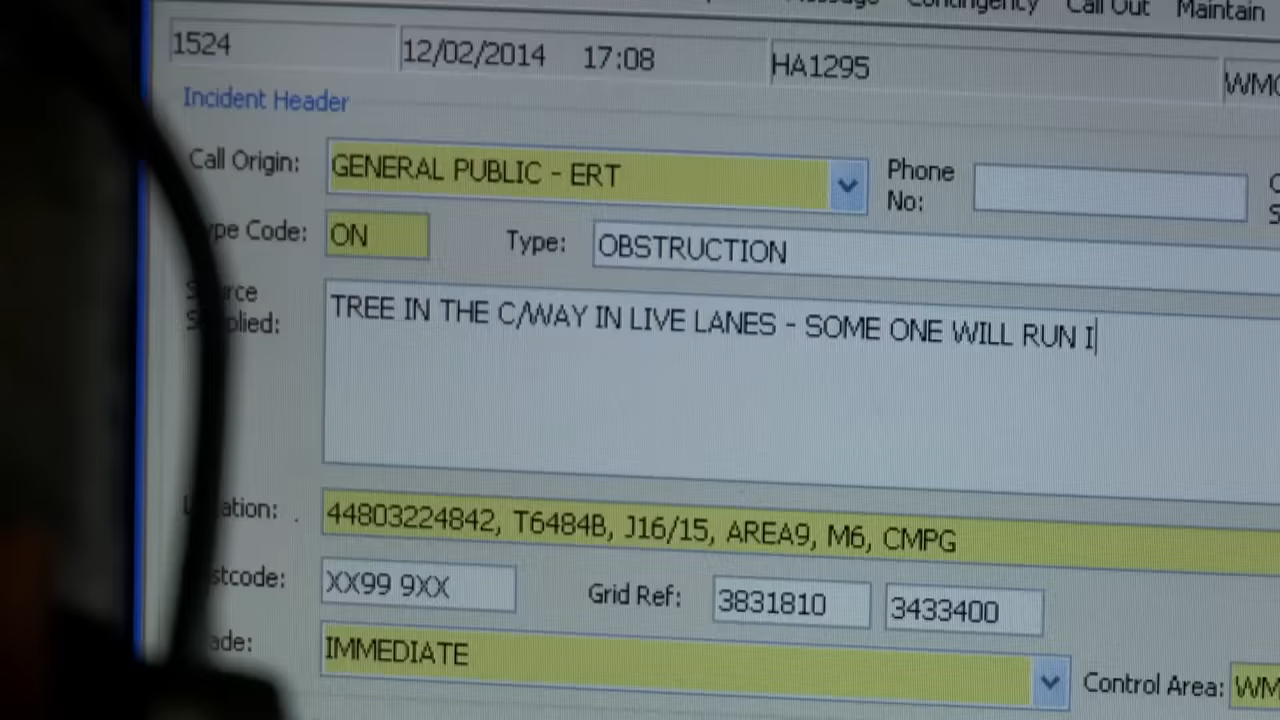 Contingency Call Out Maintain
1524 12/02/2014 17:08 HA1295
Incident Header
Call Origin: GENERAL PUBLIC - ERT Phone No:
Code: ON Type: OBSTRUCTION
TREE IN THE C/WAY IN LIVE LANES - SOME ONE WILL RUN I
44803224842, T6484B, J16/15, AREA9, M6, CMPG
XX99 9XX Grid Ref: 3831810 3433400
IMMEDIATE Control Area: